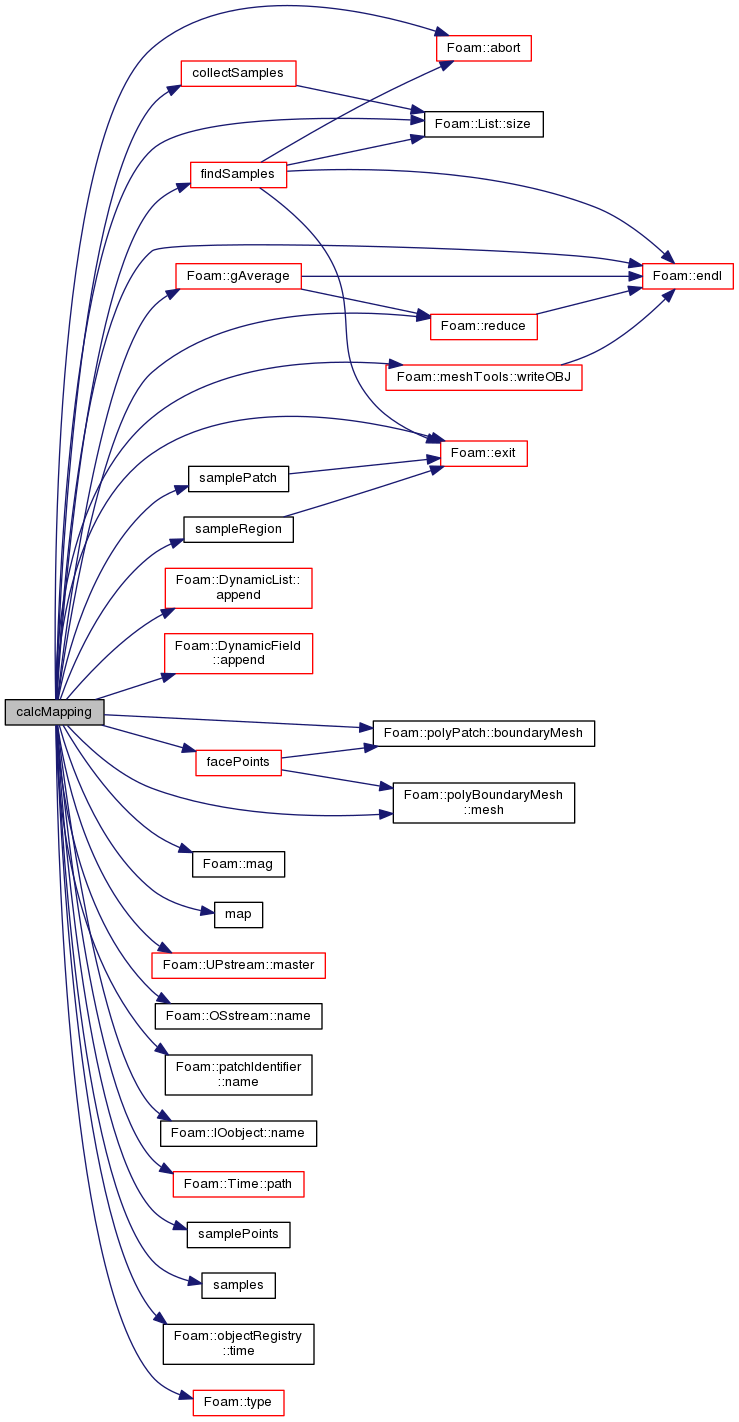 Foam::abort
collectSamples
Foam::List::size
findSamples
Foam::gAverage
Foam::endl
Foam::reduce
Foam::meshTools::writeOBJ
Foam::exit
samplePatch
sampleRegion
Foam::DynamicList::
append
Foam::DynamicField
::append
calcMapping
Foam::polyPatch::boundaryMesh
facePoints
Foam::polyBoundaryMesh
::mesh
Foam::mag
map
Foam::UPstream::master
Foam::OSstream::name
Foam::patchIdentifier
::name
Foam::IOobject::name
Foam::Time::path
samplePoints
samples
Foam::objectRegistry
::time
Foam::type